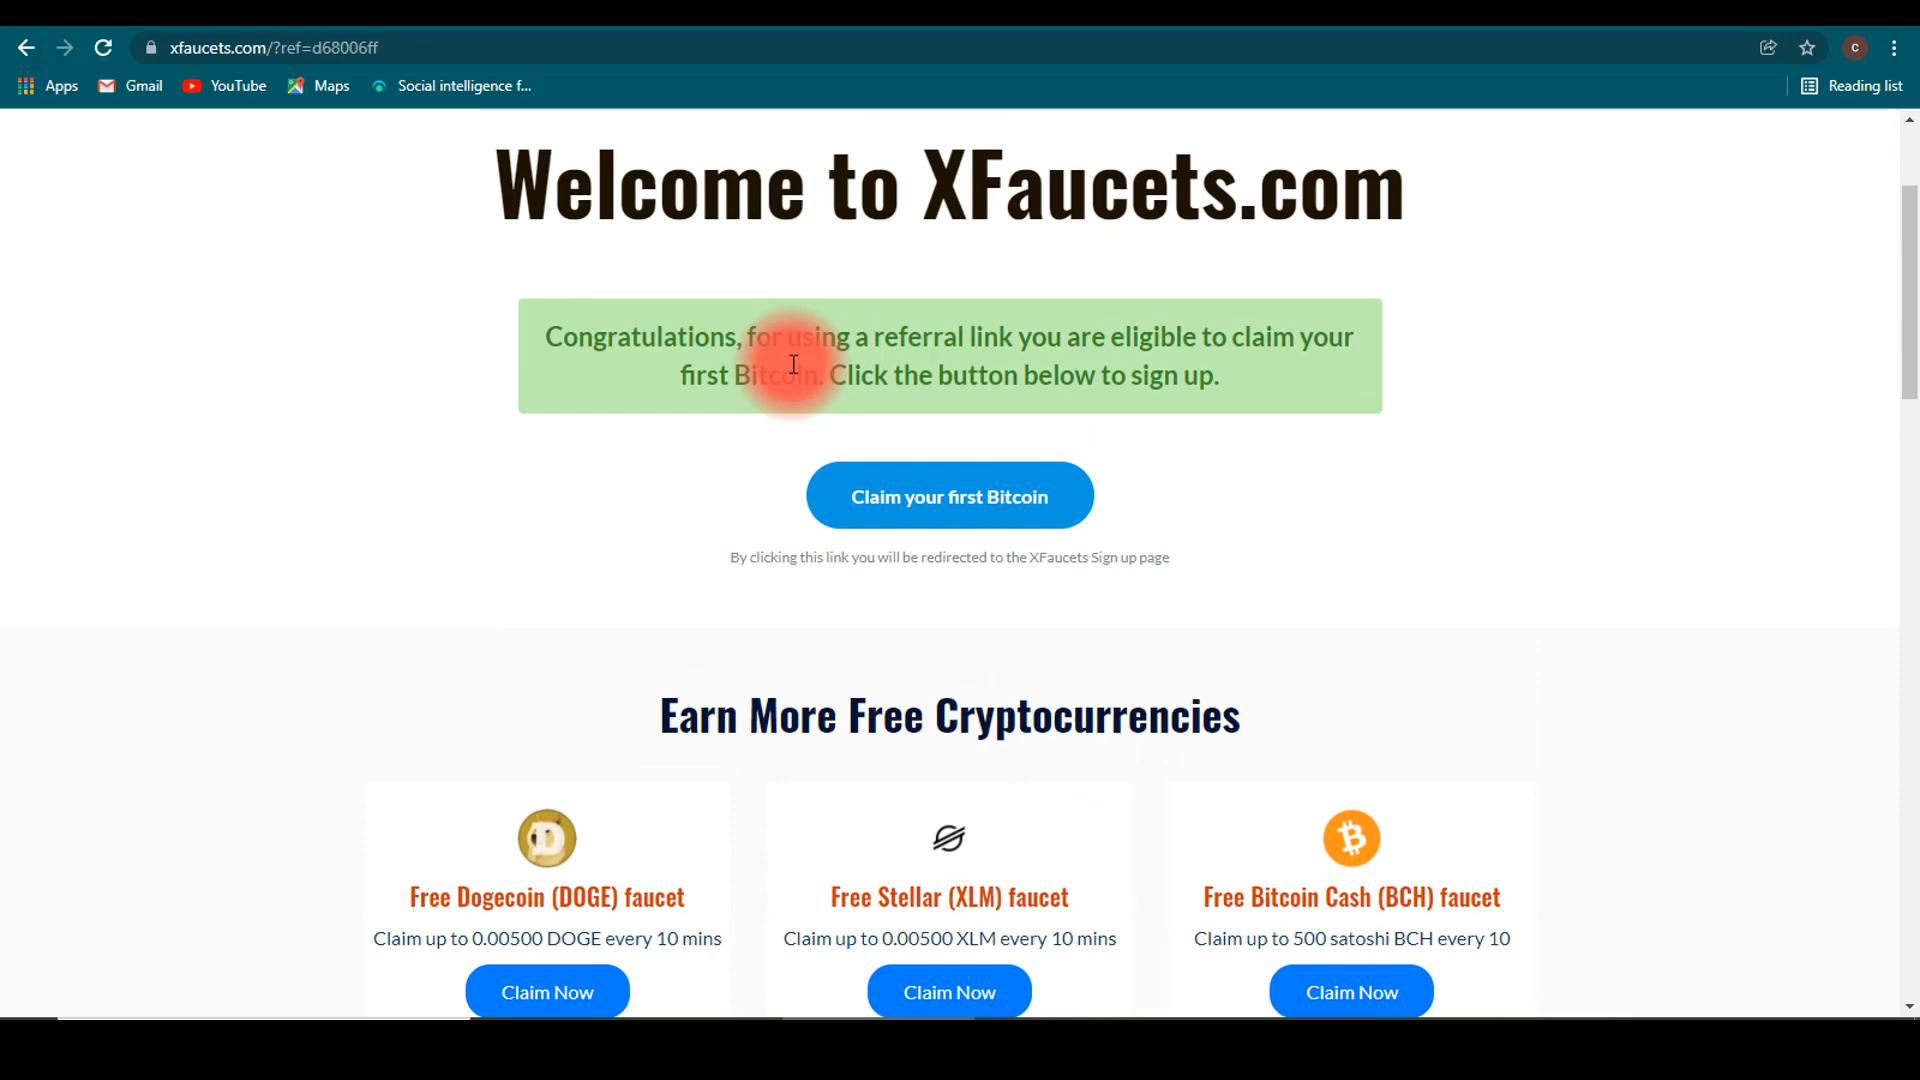 xfaucets.com/?ref=d68006ff
C
Apps
Gmail
YouTube
Maps
Social intelligence f...
Reading list
Welcome to XFaucets.com
Congratulations, for using a referral link you are eligible to claim your
first Bitcoin. Click the button below to sign up.
Claim your first Bitcoin
By clicking this link you will be redirected to the XFaucets Sign up page
Earn More Free Cryptocurrencies
Free Dogecoin (DOGE) faucet
Claim up to 0.00500 DOGE every 10 mins
Claim Now
Free Stellar (XLM) faucet
Claim up to 0.00500 XLM every 10 mins
Claim Now
Free Bitcoin Cash (BCH) faucet
Claim up to 500 satoshi BCH every 10
Claim Now